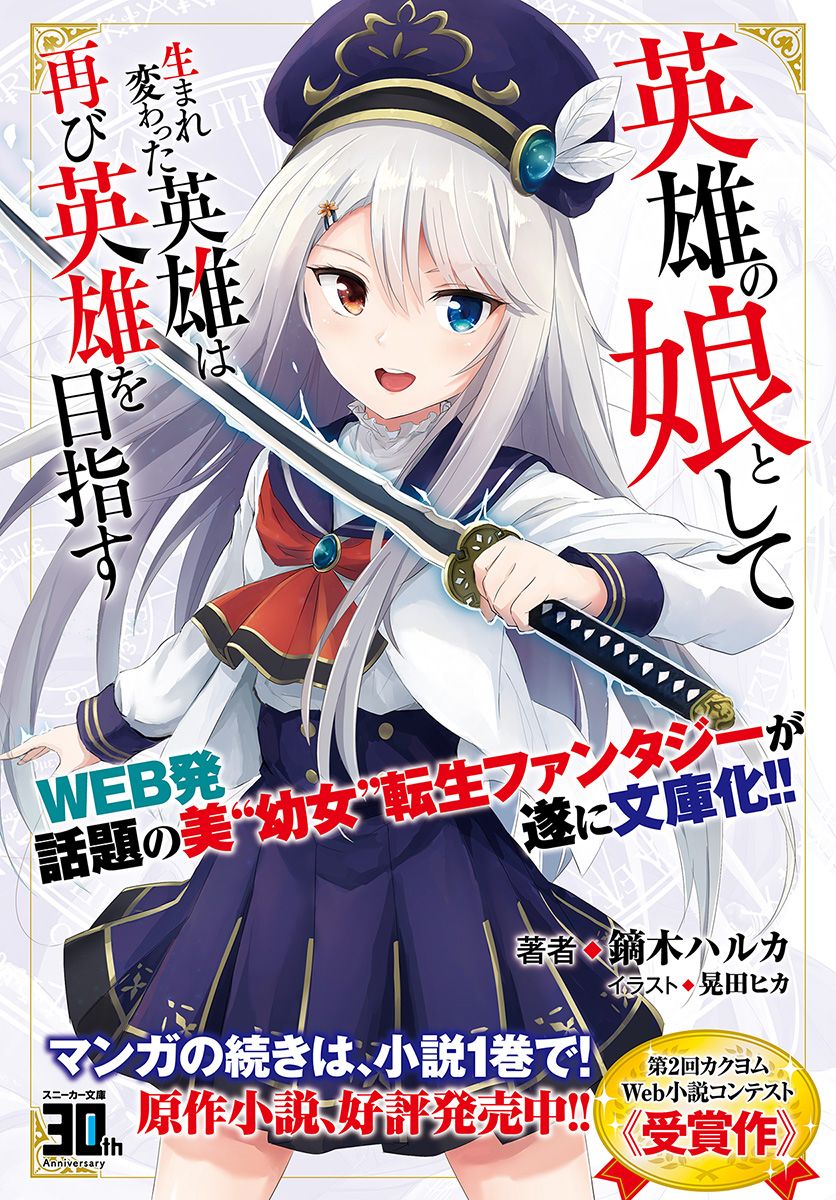 英雄の娘として
生まれ変わった英雄は
再び英雄を目指す
WEB発
話題の美“幼女”転生ファンタジーが
遂に文庫化!!
著者◆鏑木ハルカ
イラスト◆晃田ヒカ
マンガの続きは、小説1巻で!
原作小説、好評発売中!!
スニーカー文庫
30th
Anniversary
第2回カクヨム
Web小説コンテスト
《受賞作》